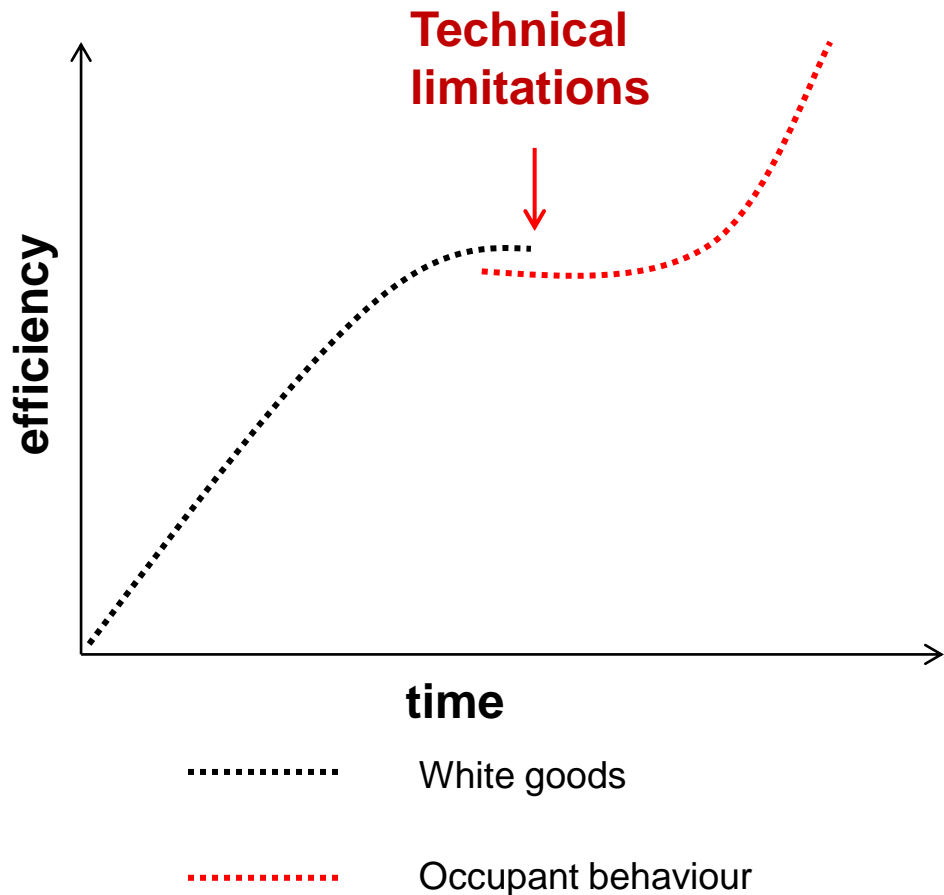 Technical
limitations
efficiency
time
White goods
Occupant behaviour